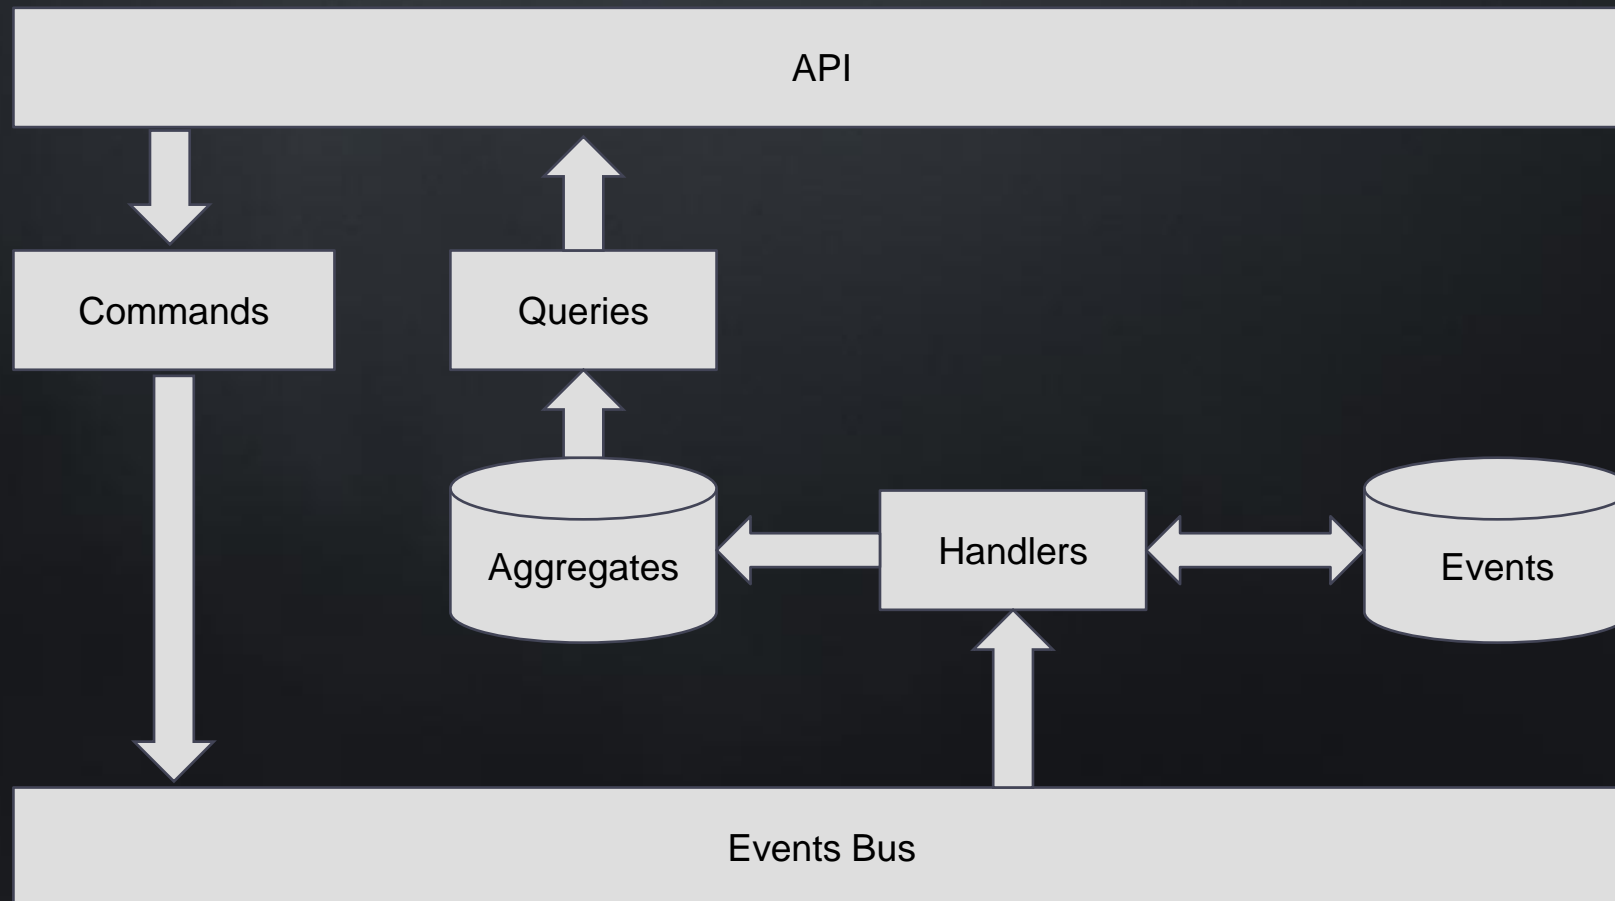 API
Commands
Queries
Aggregates
Handlers
Events
Events Bus